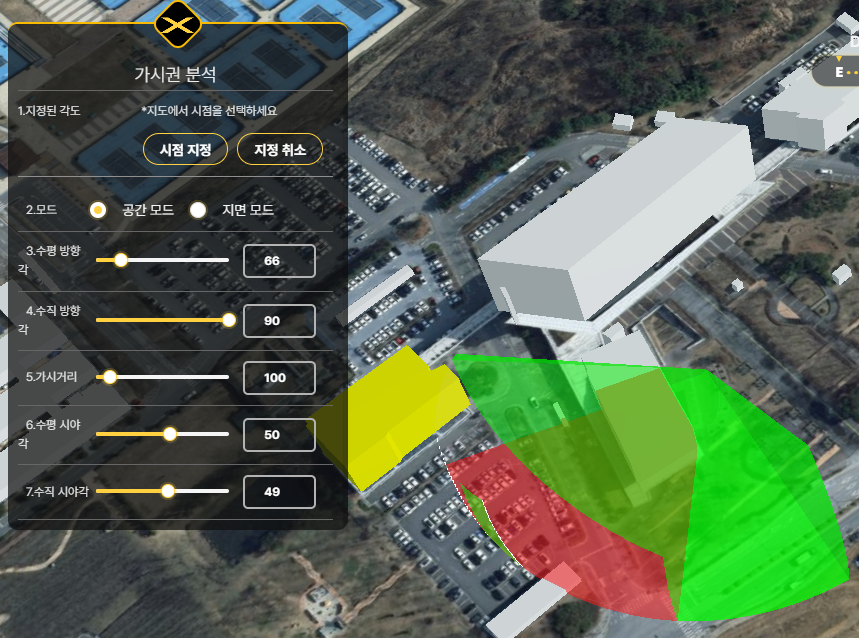 가시권 분석
1.지정된 각도
*지도에서 시점을 선택하세요
시점 지정
지정 취소
2.모드
공간 모드
지면 모드
3.수평 방향
각
66
4.수직 방향
각
90
5.가시거리
100
6.수평 시야
각
50
7.수직 시야각
49
E